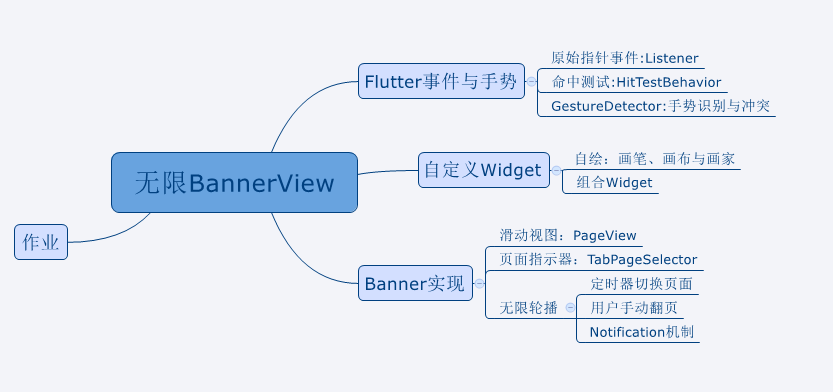 无限BannerView
Flutter事件与手势
原始指针事件:Listener
命中测试:HitTestBehavior
GestureDetector:手势识别与冲突
自定义Widget
自绘：画笔、画布与画家
组合Widget
Banner实现
滑动视图：PageView
页面指示器：TabPageSelector
无限轮播
定时器切换页面
用户手动翻页
Notification机制
作业